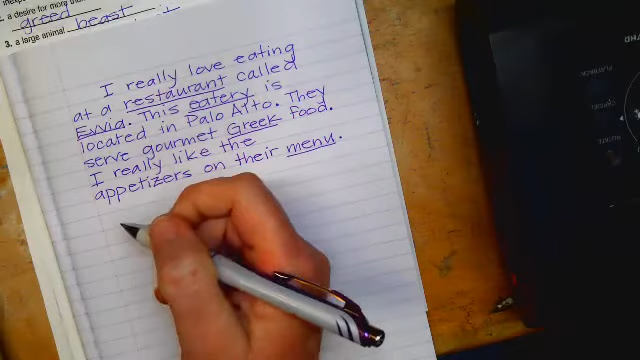 a desire for more
greed beast
3. a large animal
I really love eating
at a restaurant called
Evvia. This eatery is
located in Palo Alto. They
serve gourmet Greek food.
I really like the
appetizers on their menu.
PLAYBACK